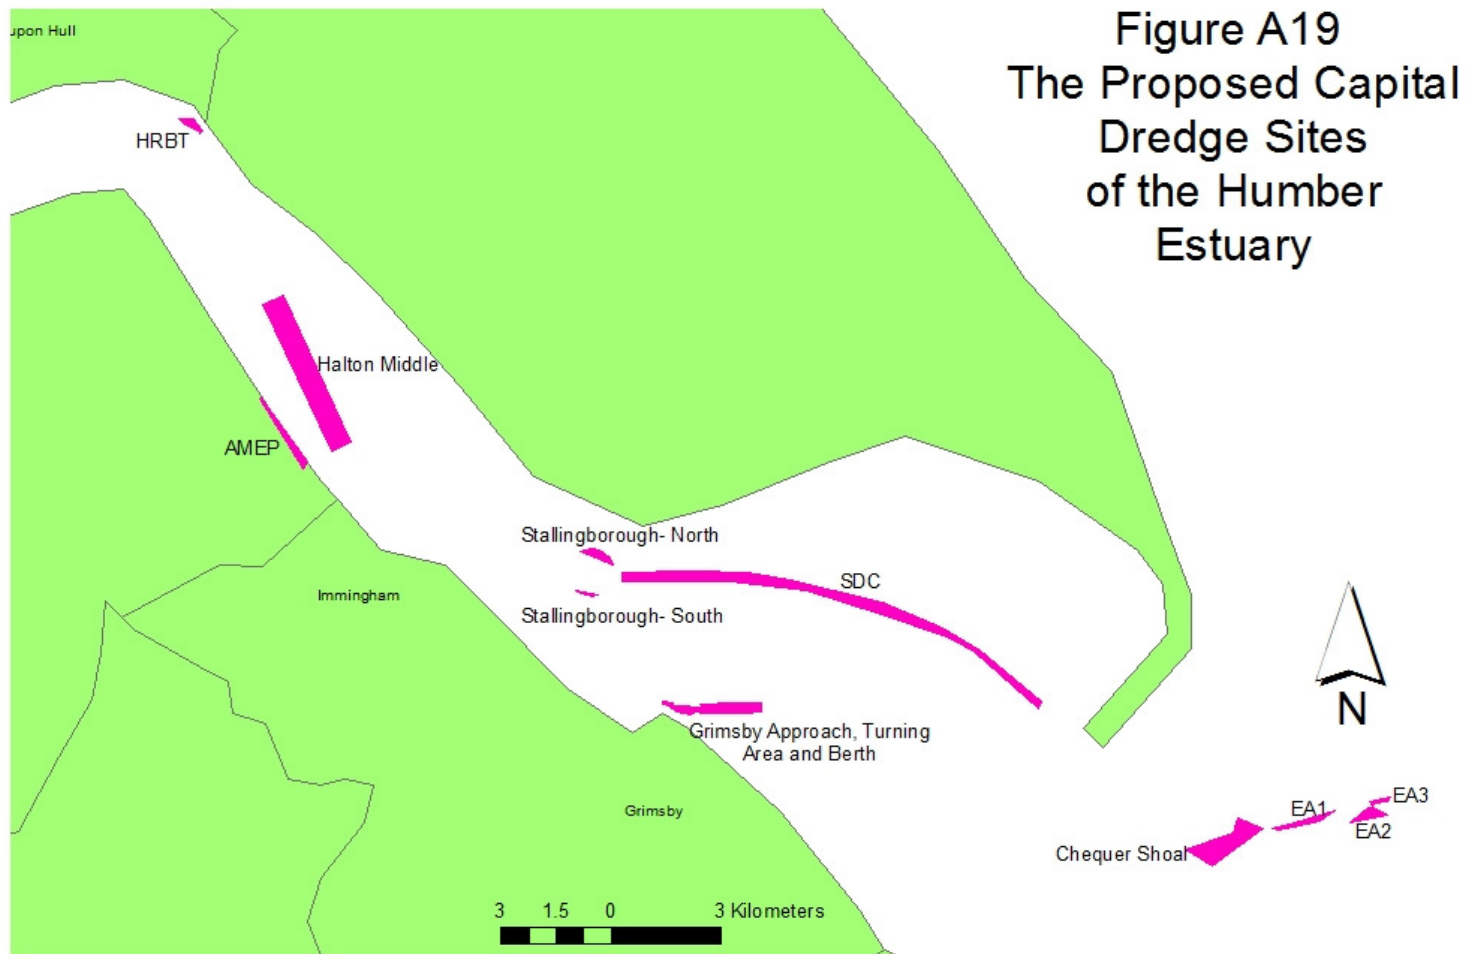 Figure A19
The Proposed Capital
Dredge Sites
of the Humber
Estuary
upon Hull
HRBT
Halton Middle
AMEP
Stallingborough- North
SDC
Immingham
Stallingborough- South
N
Grimsby Approach, Turning
Area and Berth
Grimsby
EA3
EA1
EA2
Chequer Shoal
3 1.5 0 3 Kilometers